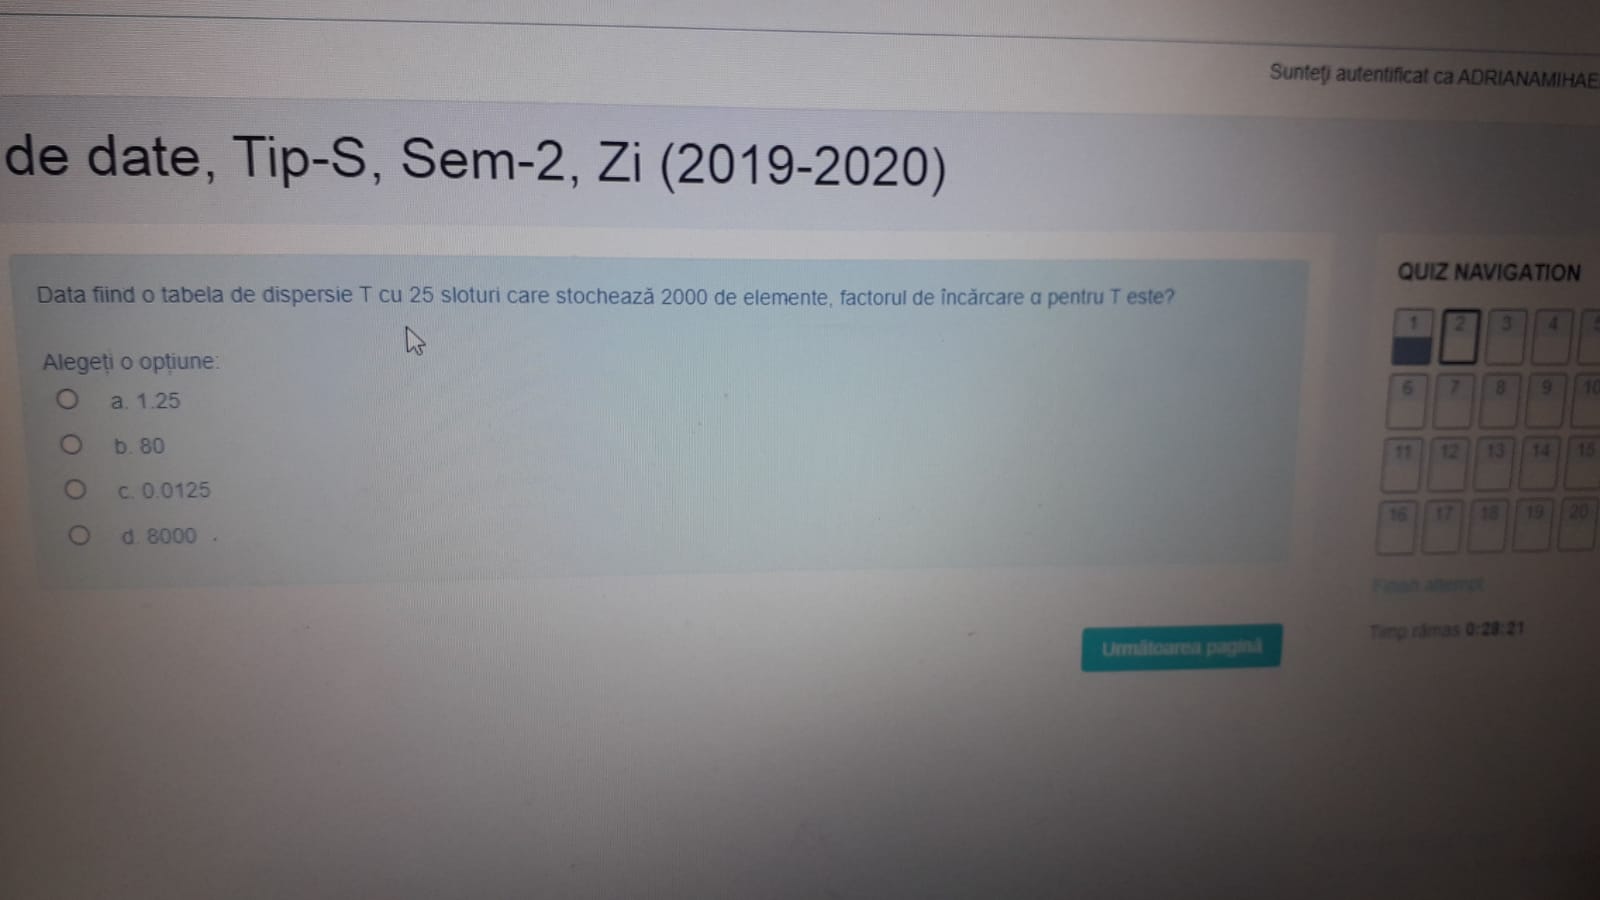 Sunteți autentificat ca ADRIANAMIHAE
de date, Tip-S, Sem-2, Zi (2019-2020)
Data fiind o tabela de dispersie T cu 25 sloturi care stochează 2000 de elemente, factorul de încărcare α pentru T este?
Alegeți o opțiune:
a. 1.25
b. 80
c. 0.0125
d. 8000 .
Următoarea pagină
QUIZ NAVIGATION
1 2 3 4 5
6 7 8 9 10
11 12 13 14 15
16 17 18 19 20
Finish attempt
Timp rămas 0:28:21